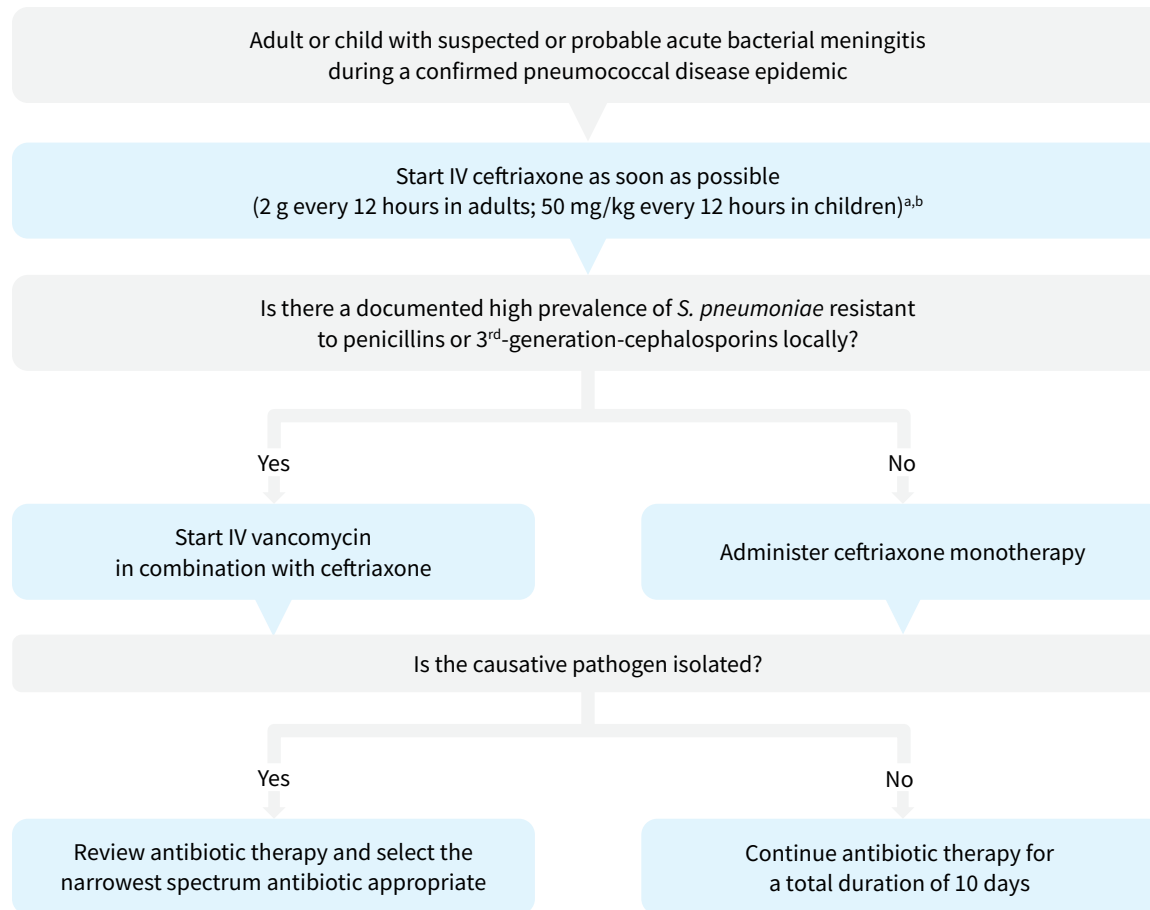 Adult or child with suspected or probable acute bacterial meningitis
during a confirmed pneumococcal disease epidemic
Start IV ceftriaxone as soon as possible
(2 g every 12 hours in adults; 50 mg/kg every 12 hours in children)a,b
Is there a documented high prevalence of S. pneumoniae resistant
to penicillins or 3rd-generation-cephalosporins locally?
Yes
No
Start IV vancomycin
in combination with ceftriaxone
Administer ceftriaxone monotherapy
Is the causative pathogen isolated?
Yes
No
Review antibiotic therapy and select the
narrowest spectrum antibiotic appropriate
Continue antibiotic therapy for
a total duration of 10 days